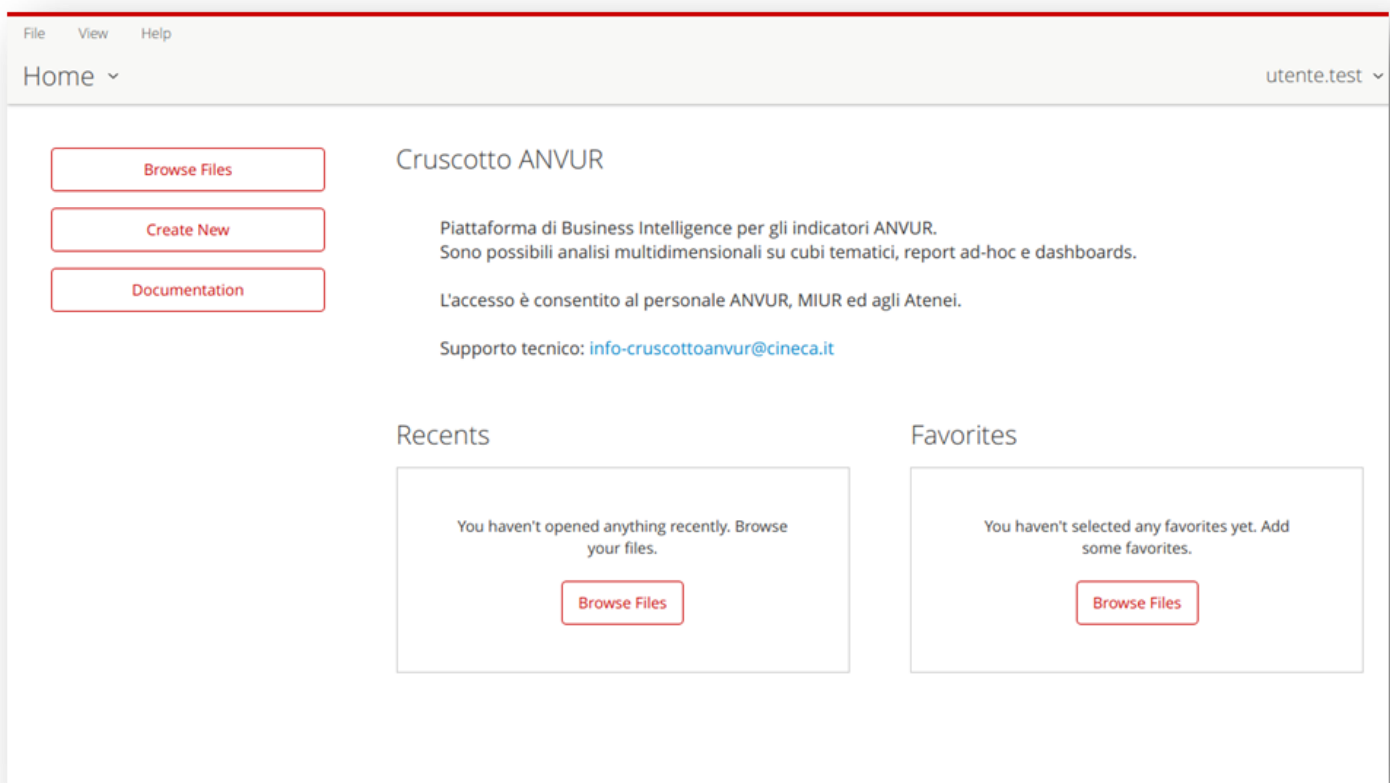 File View Help
Home
utente.test
Browse Files
Create New
Documentation
Cruscotto ANVUR
Piattaforma di Business Intelligence per gli indicatori ANVUR.
Sono possibili analisi multidimensionali su cubi tematici, report ad-hoc e dashboards.
L'accesso è consentito al personale ANVUR, MIUR ed agli Atenei.
Supporto tecnico: info-cruscottoanvur@cineca.it
Recents
You haven't opened anything recently. Browse
your files.
Browse Files
Favorites
You haven't selected any favorites yet. Add
some favorites.
Browse Files